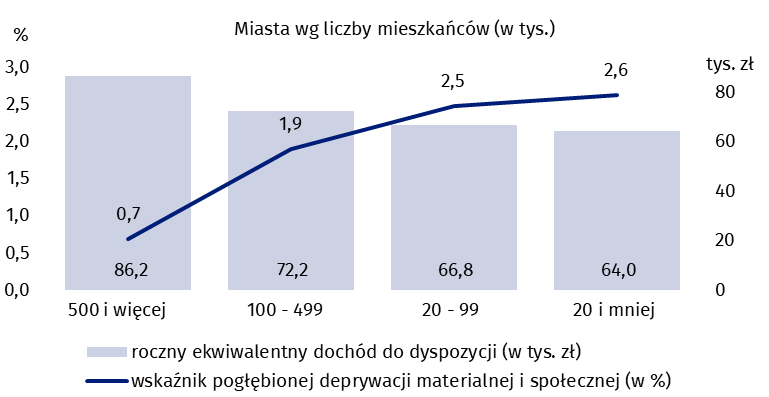 Miasta wg liczby mieszkańców (w tys.)
%
tys. zł
3,0
2,5
2,0
1,5
1,0
0,5
0,0
80
60
40
20
0
0,7
1,9
2,5
2,6
86,2
72,2
66,8
64,0
500 i więcej
100 - 499
20 - 99
20 i mniej
roczny ekwiwalentny dochód do dyspozycji (w tys. zł)
wskaźnik pogłębionej deprywacji materialnej i społecznej (w %)